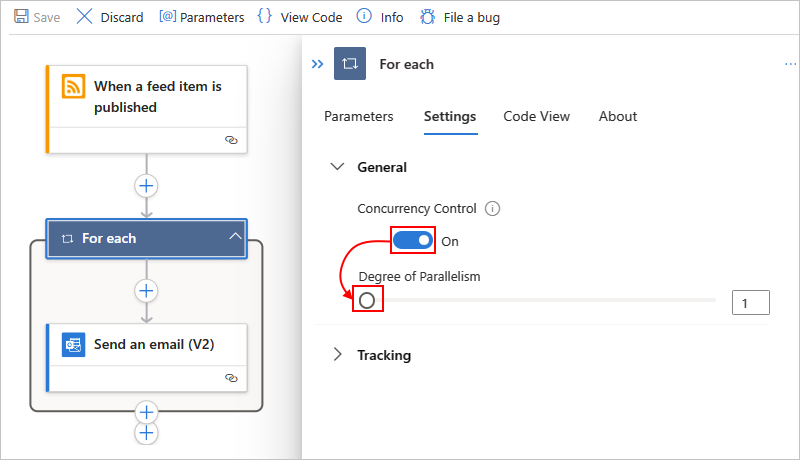 Save Discard [@] Parameters {} View Code Info File a bug
When a feed item is
published
For each
Send an email (V2)
For each
Parameters Settings Code View About
General
Concurrency Control
On
Degree of Parallelism
1
Tracking